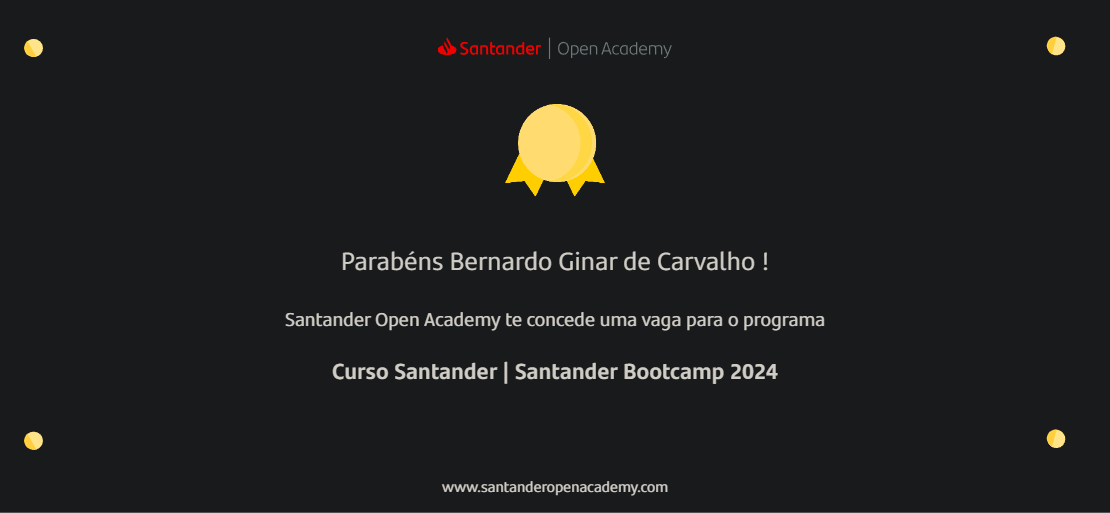 Santander | Open Academy
Parabéns Bernardo Ginar de Carvalho !
Santander Open Academy te concede uma vaga para o programa
Curso Santander | Santander Bootcamp 2024
www.santanderopenacademy.com